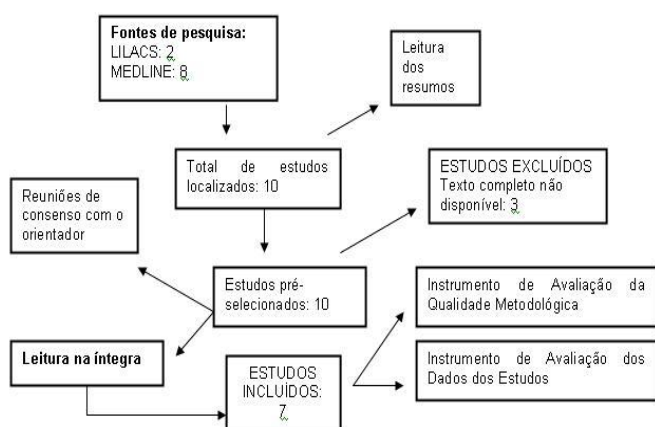 Fontes de pesquisa:
LILACS: 2
MEDLINE: 8
Leitura
dos
resumos
Total de estudos
localizados: 10
ESTUDOS EXCLUÍDOS
Texto completo não
disponível: 3
Reuniões de
consenso com o
orientador
Estudos pré-
selecionados: 10
Instrumento de Avaliação da
Qualidade Metodológica
Leitura na íntegra
ESTUDOS
INCLUÍDOS:
7
Instrumento de Avaliação dos
Dados dos Estudos